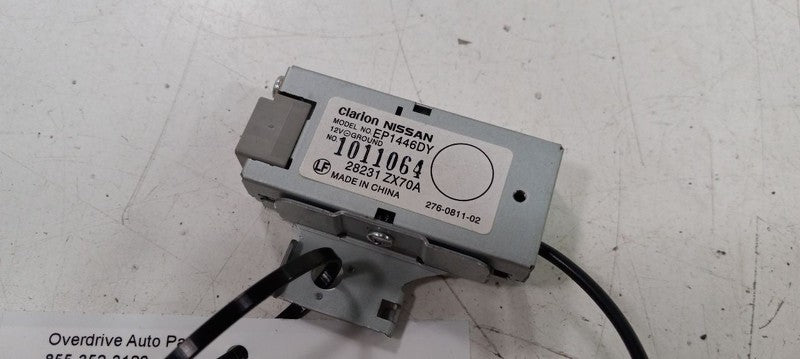 Clarion NISSAN
MODEL NO. EP1446DY
12V⊖GROUND
NO. 1011064
LF 28231 ZX70A
MADE IN CHINA
276-0811-02
Overdrive Auto Pa